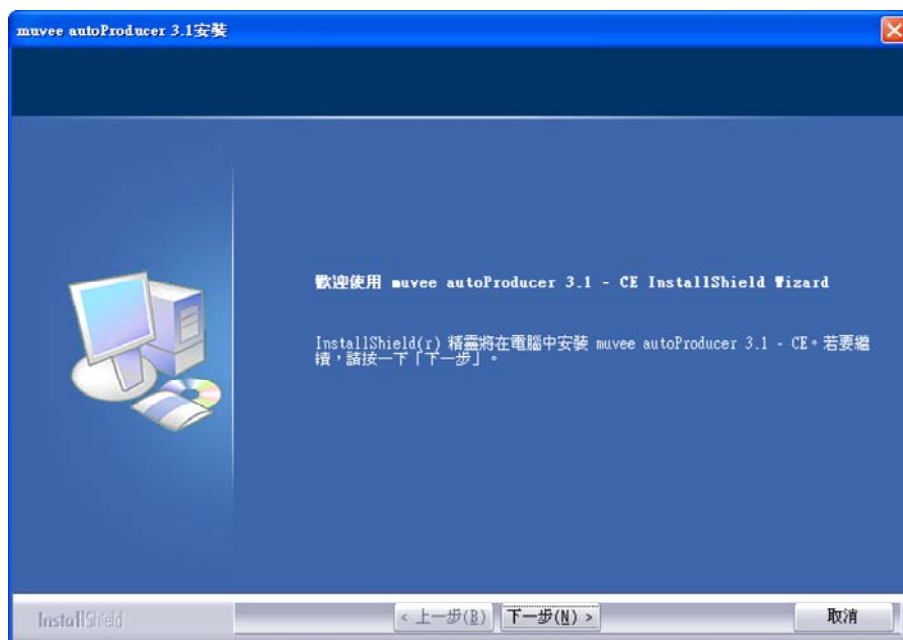 muvee autoProducer 3.1安裝
歡迎使用 muvee autoProducer 3.1 - CE InstallShield Wizard
InstallShield(r) 精靈將在電腦中安裝 muvee autoProducer 3.1 - CE。若要繼
續，請按一下「下一步」。
InstallShield
< 上一步(B)
下一步(N) >
取消